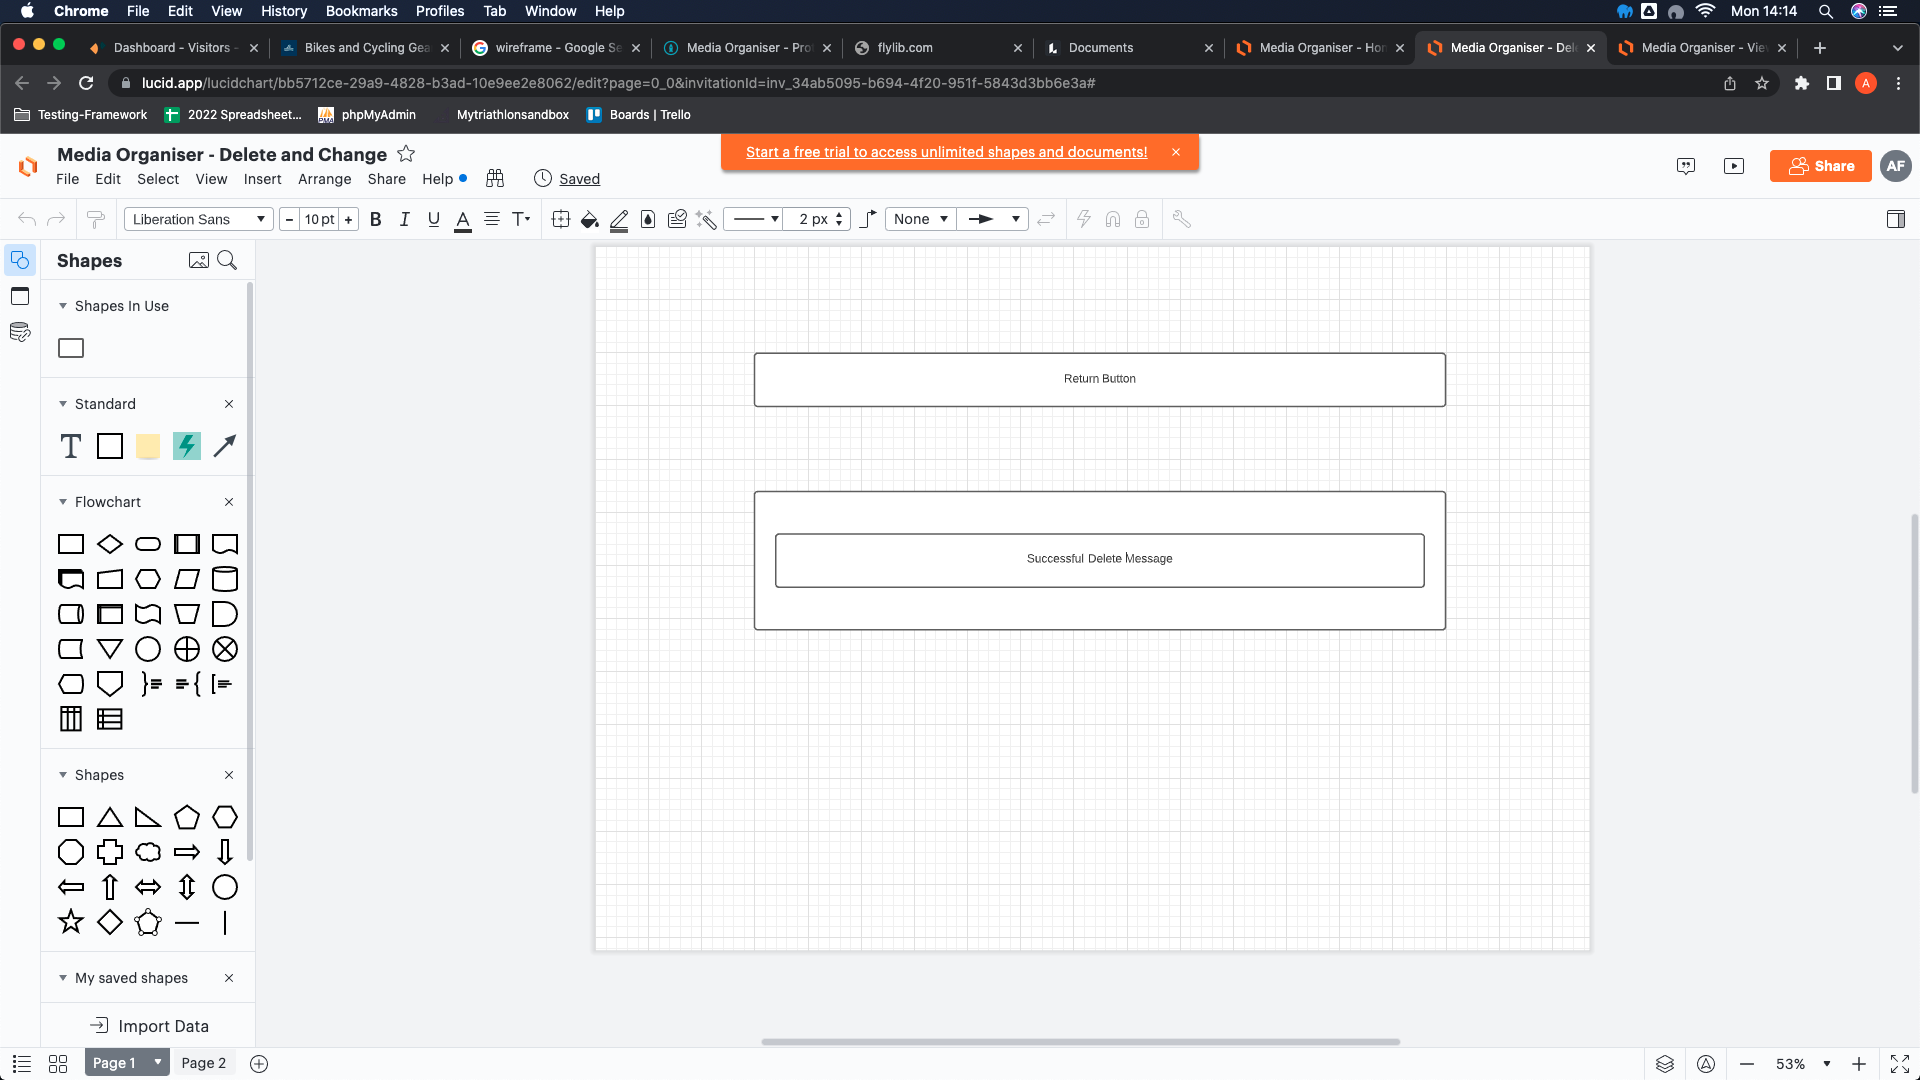 Chrome File Edit View History Bookmarks Profiles Tab Window Help Mon 14:14
Dashboard - Visitors - Bikes and Cycling Gea wireframe - Google Se Media Organiser - Pro flylib.com Documents Media Organiser - Hom Media Organiser - Dele Media Organiser - View
lucid.app/lucidchart/bb5712ce-29a9-4828-b3ad-10e9ee2e8062/edit?page=0_0&invitationId=inv_34ab5095-b694-4f20-951f-5843d3bb6e3a# A
Testing-Framework 2022 Spreadsheet... phpMyAdmin Mytriathlonsandbox Boards | Trello
Media Organiser - Delete and Change
Start a free trial to access unlimited shapes and documents!
Share AF
File Edit Select View Insert Arrange Share Help Saved
Liberation Sans 10 pt B I U A T 2 px None
Shapes
Shapes In Use
Standard
T
Flowchart
Shapes
My saved shapes
Import Data
Return Button
Successful Delete Message
Page 1 Page 2 53%